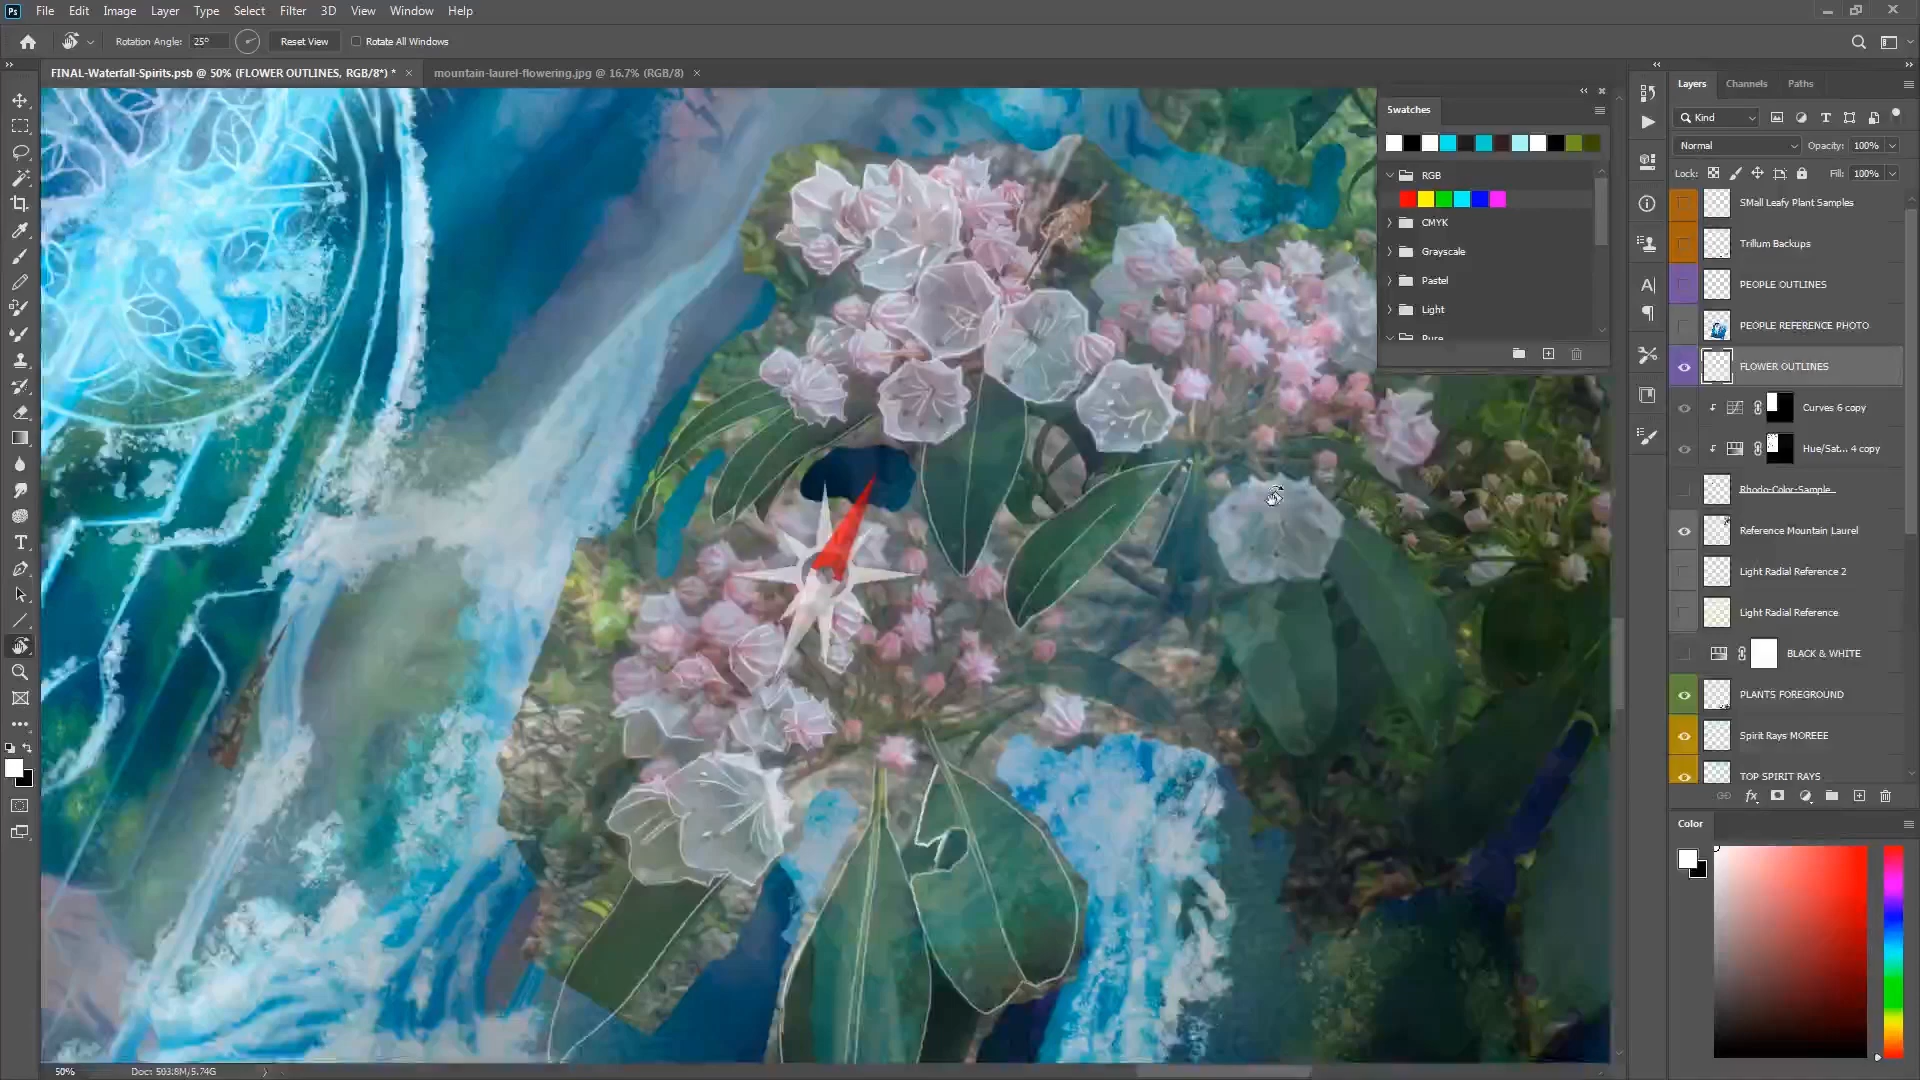 Ps File Edit Image Layer Type Select Filter 3D View Window Help
Rotation Angle: 25° Reset View Rotate All Windows
FINAL-Waterfall-Spirits.psb @ 50% (FLOWER OUTLINES, RGB/8*) * ×
mountain-laurel-flowering.jpg @ 16.7% (RGB/8) ×
Swatches
RGB
CMYK
Grayscale
Pastel
Light
Pure
Layers Channels Paths
Kind
Normal Opacity: 100%
Lock: Fill: 100%
SMall Leafy Plant Samples
Trillum Backups
PEOPLE OUTLINES
PEOPLE REFERENCE PHOTO
FLOWER OUTLINES
Curves 6 copy
Hue/Sat... 4 copy
Rhodo-Color-Sample
Reference Mountain Laurel
Light Radial Reference 2
Light Radial Reference
BLACK & WHITE
PLANTS FOREGROUND
Spirit Rays MOREEE
TOP SPIRIT RAYS
fx
Color
50% Doc: 593.8M/5.74G